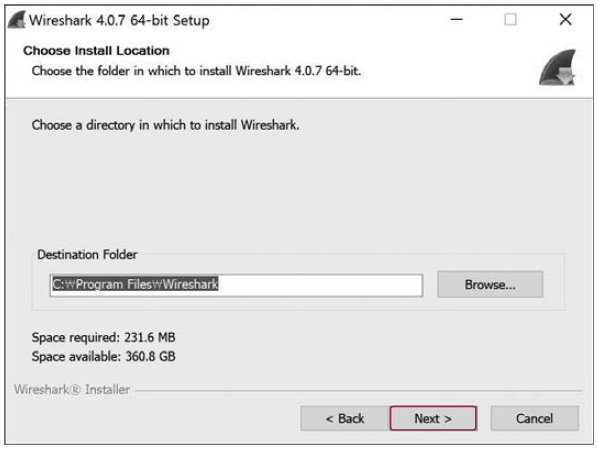 Wireshark 4.0.7 64-bit Setup
Choose Install Location
Choose the folder in which to install Wireshark 4.0.7 64-bit.
Choose a directory in which to install Wireshark.
Destination Folder
C:₩Program Files₩Wireshark
Browse...
Space required: 231.6 MB
Space available: 360.8 GB
Wireshark® Installer
< Back Next > Cancel